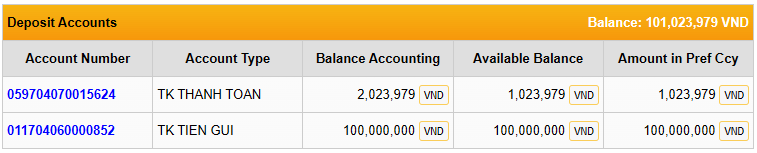 Deposit Accounts Balance: 101,023,979 VND
Account Number Account Type Balance Accounting Available Balance Amount in Pref Ccy
059704070015624 TK THANH TOAN 2,023,979 VND 1,023,979 VND 1,023,979 VND
011704060000852 TK TIEN GUI 100,000,000 VND 100,000,000 VND 100,000,000 VND